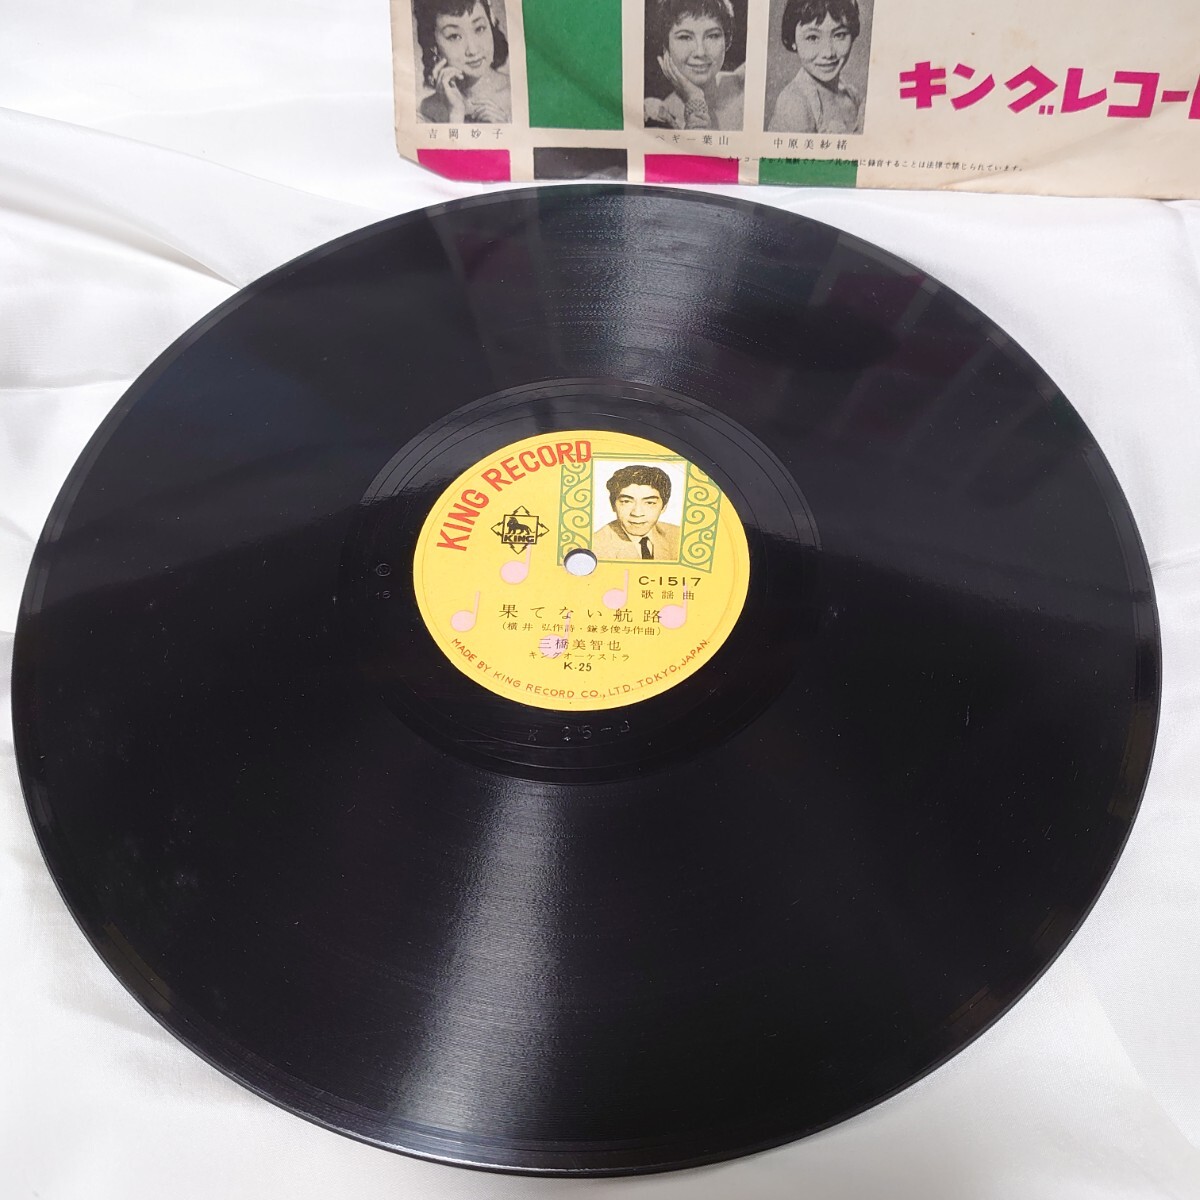 吉岡妙子
ペギー葉山
中原美紗緒
キングレコー
KING RECORD
KING
C-1517
歌謡曲
果てない航路
(横井弘作詩・鎌多俊与作曲)
三橋美智也
キングオーケストラ
K-25
MADE BY KING RECORD CO., LTD. TOKYO, JAPAN.
16